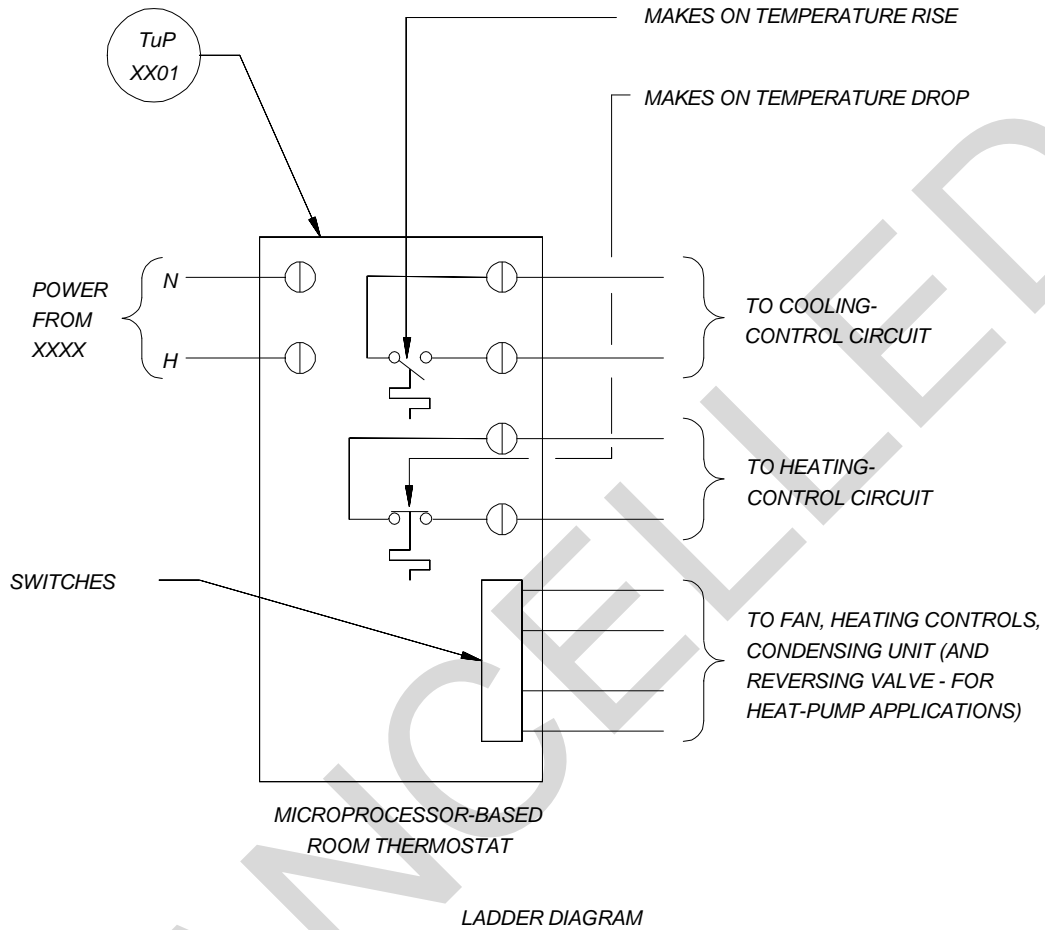 MAKES ON TEMPERATURE RISE
TuP
XX01
MAKES ON TEMPERATURE DROP
POWER
FROM
XXXX
N
H
TO COOLING-
CONTROL CIRCUIT
TO HEATING-
CONTROL CIRCUIT
SWITCHES
TO FAN, HEATING CONTROLS,
CONDENSING UNIT (AND
REVERSING VALVE - FOR
HEAT-PUMP APPLICATIONS)
MICROPROCESSOR-BASED
ROOM THERMOSTAT
LADDER DIAGRAM
NCELLED